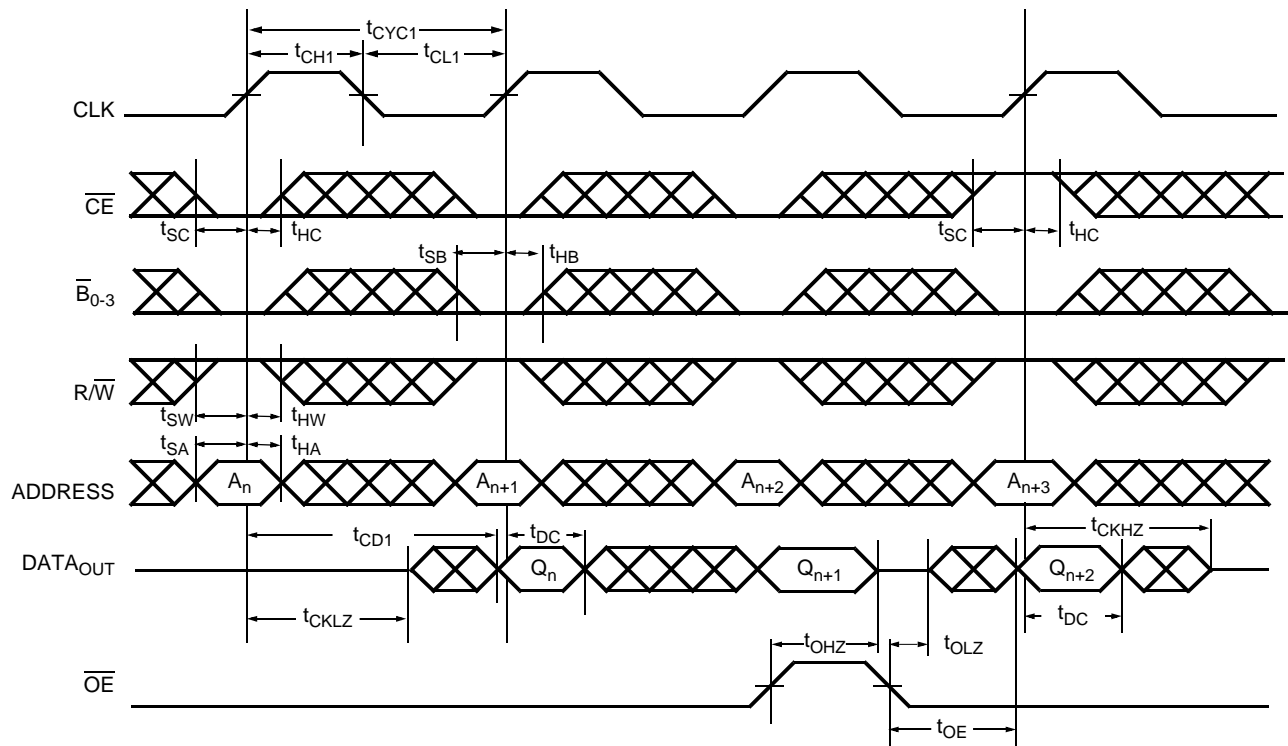 tCYC1
tCH1 tCL1
CLK
CE
tSC tHC tSC tHC
tSB tHB
B0-3
R/W
tSW tHW
tSA tHA
ADDRESS An An+1 An+2 An+3
tCD1 tDC tCKHZ
DATAOUT Qn Qn+1 Qn+2
tCKLZ tDC
tOHZ tOLZ
OE
tOE